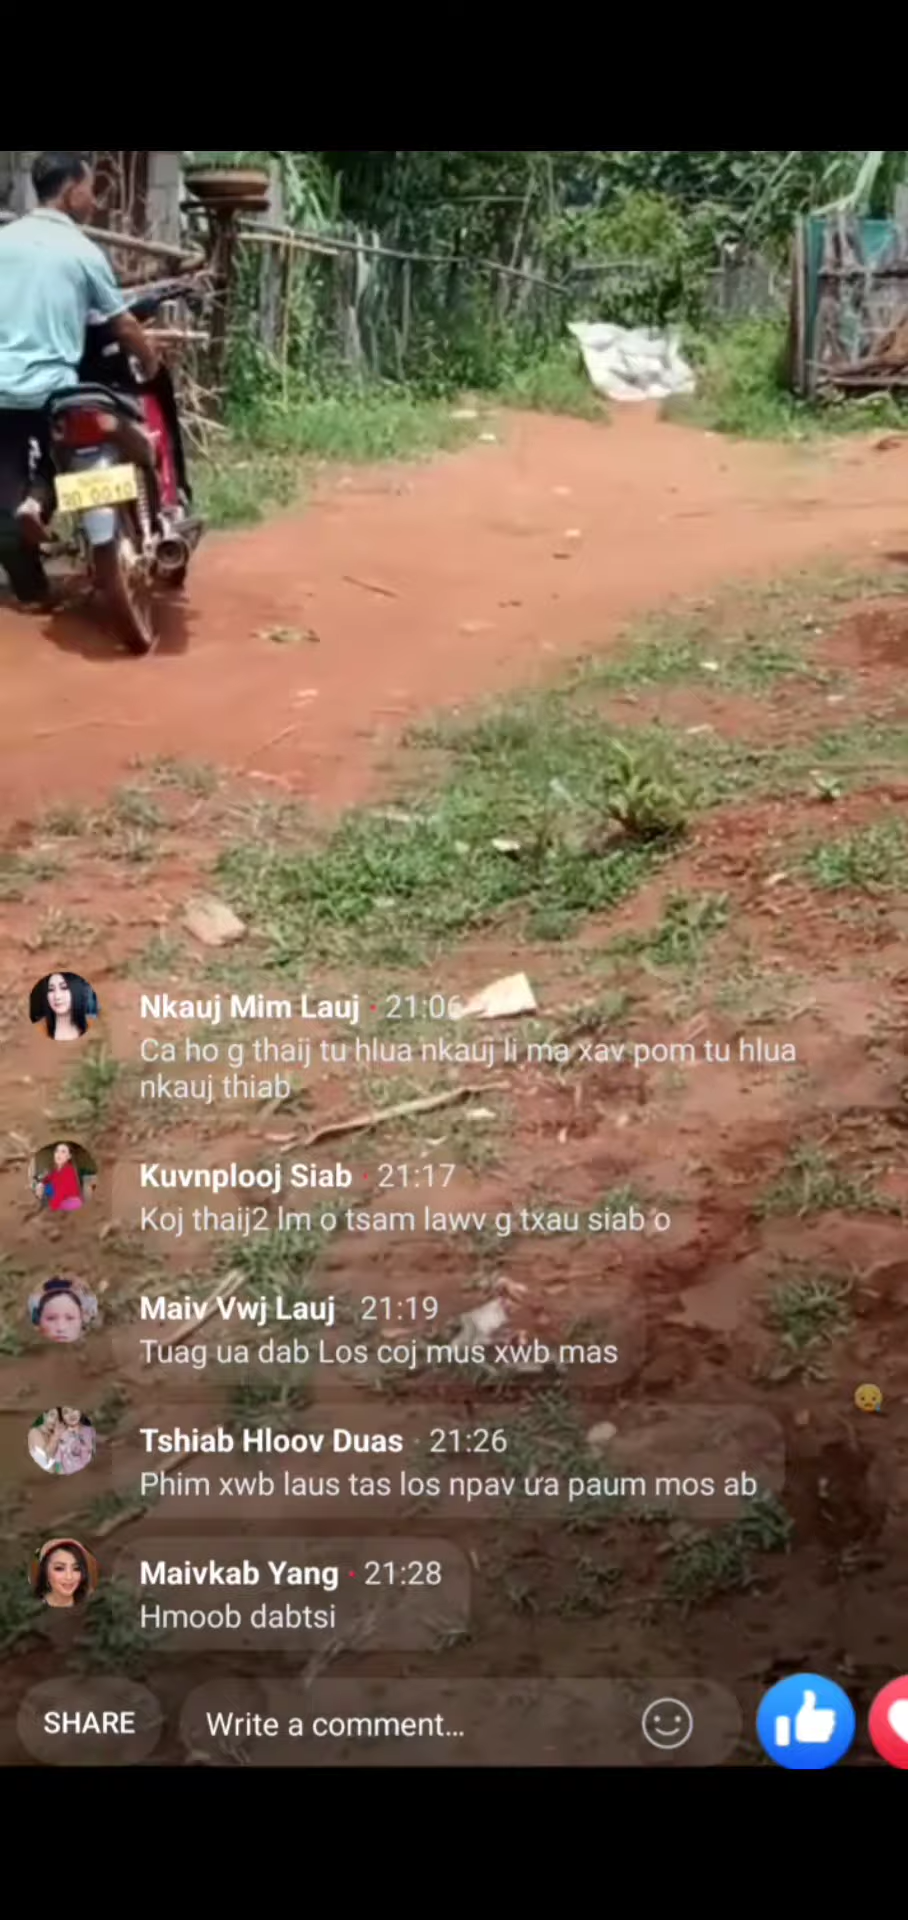 Nkauj Mim Lauj · 21:06
Ca ho g thaij tu hlua nkauj li ma xav pom tu hlua
nkauj thiab
Kuvnplooj Siab · 21:17
Koj thaij2 lm o tsam lawv g txau siab o
Maiv Vwj Lauj 21:19
Tuag ua dab Los coj mus xwb mas
Tshiab Hloov Duas · 21:26
Phim xwb laus tas los npav ưa paum mos ab
Maivkab Yang · 21:28
Hmoob dabtsi
SHARE Write a comment...